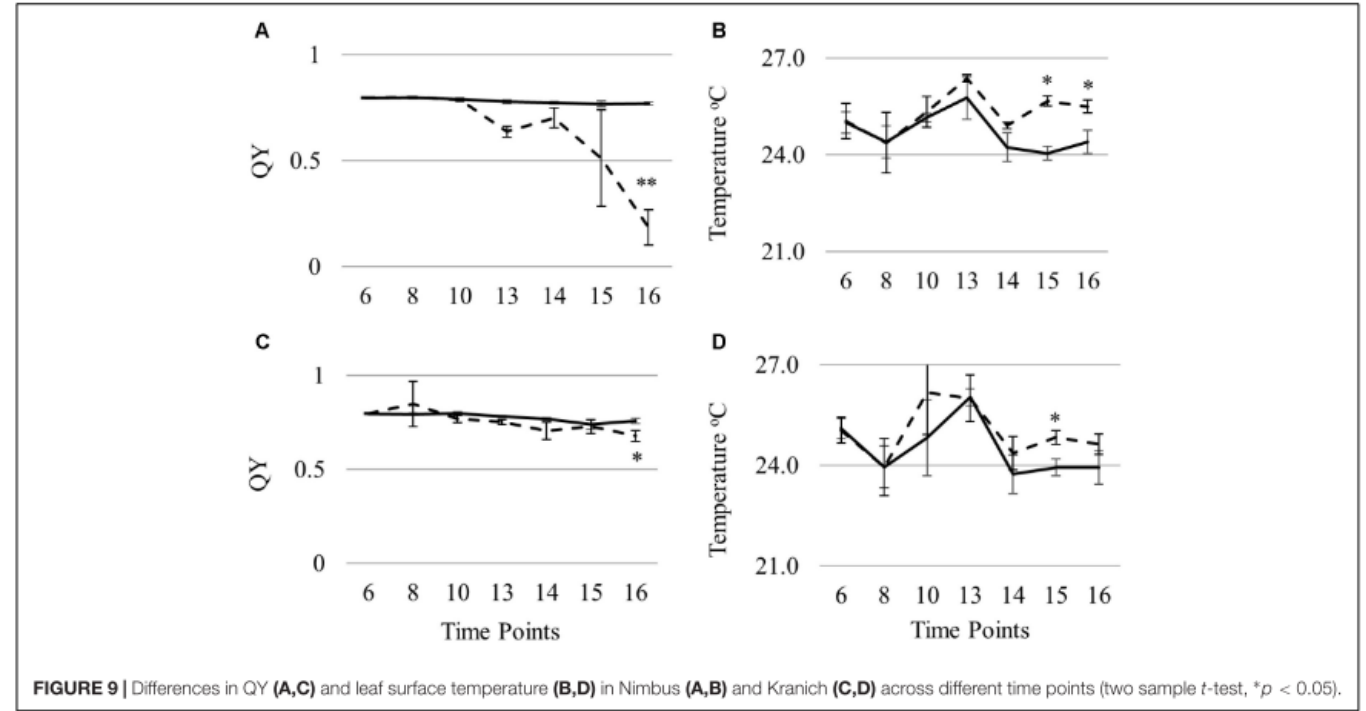 A
1
QY
0.5
**
0
6 8 10 13 14 15 16
B
27.0
Temperature °C
24.0
* *
21.0
6 8 10 13 14 15 16
C
1
QY
0.5
*
0
6 8 10 13 14 15 16
Time Points
D
27.0
Temperature °C
24.0
*
21.0
6 8 10 13 14 15 16
Time Points
FIGURE 9 | Differences in QY (A,C) and leaf surface temperature (B,D) in Nimbus (A,B) and Kranich (C,D) across different time points (two sample t-test, *p < 0.05).